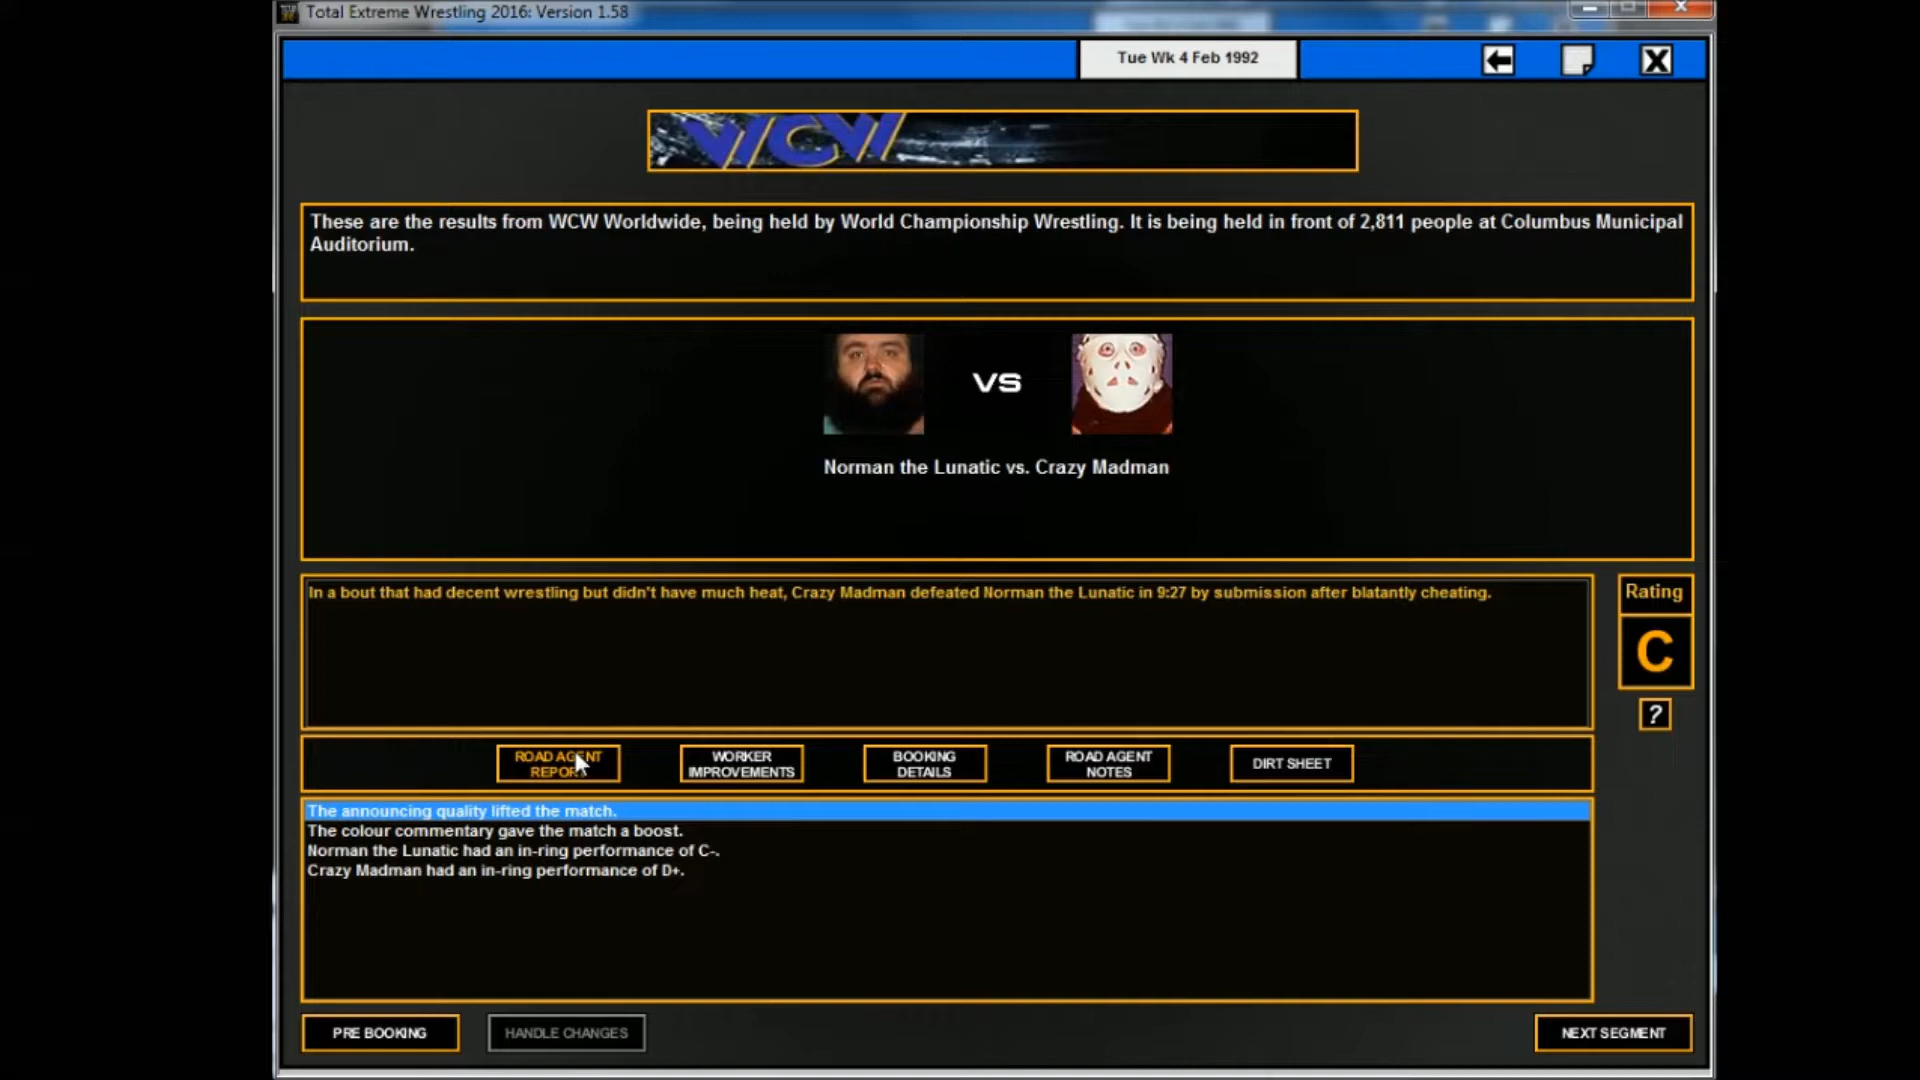 Total Extreme Wrestling 2016: Version 1.58
Tue Wk 4 Feb 1992
WCW
These are the results from WCW Worldwide, being held by World Championship Wrestling. It is being held in front of 2,811 people at Columbus Municipal
Auditorium.
VS
Norman the Lunatic vs. Crazy Madman
In a bout that had decent wrestling but didn't have much heat, Crazy Madman defeated Norman the Lunatic in 9:27 by submission after blatantly cheating.
Rating
C
?
ROAD AGENT
REPORT
WORKER
IMPROVEMENTS
BOOKING
DETAILS
ROAD AGENT
NOTES
DIRT SHEET
The announcing quality lifted the match.
The colour commentary gave the match a boost.
Norman the Lunatic had an in-ring performance of C-.
Crazy Madman had an in-ring performance of D+.
PRE BOOKING
HANDLE CHANGES
NEXT SEGMENT